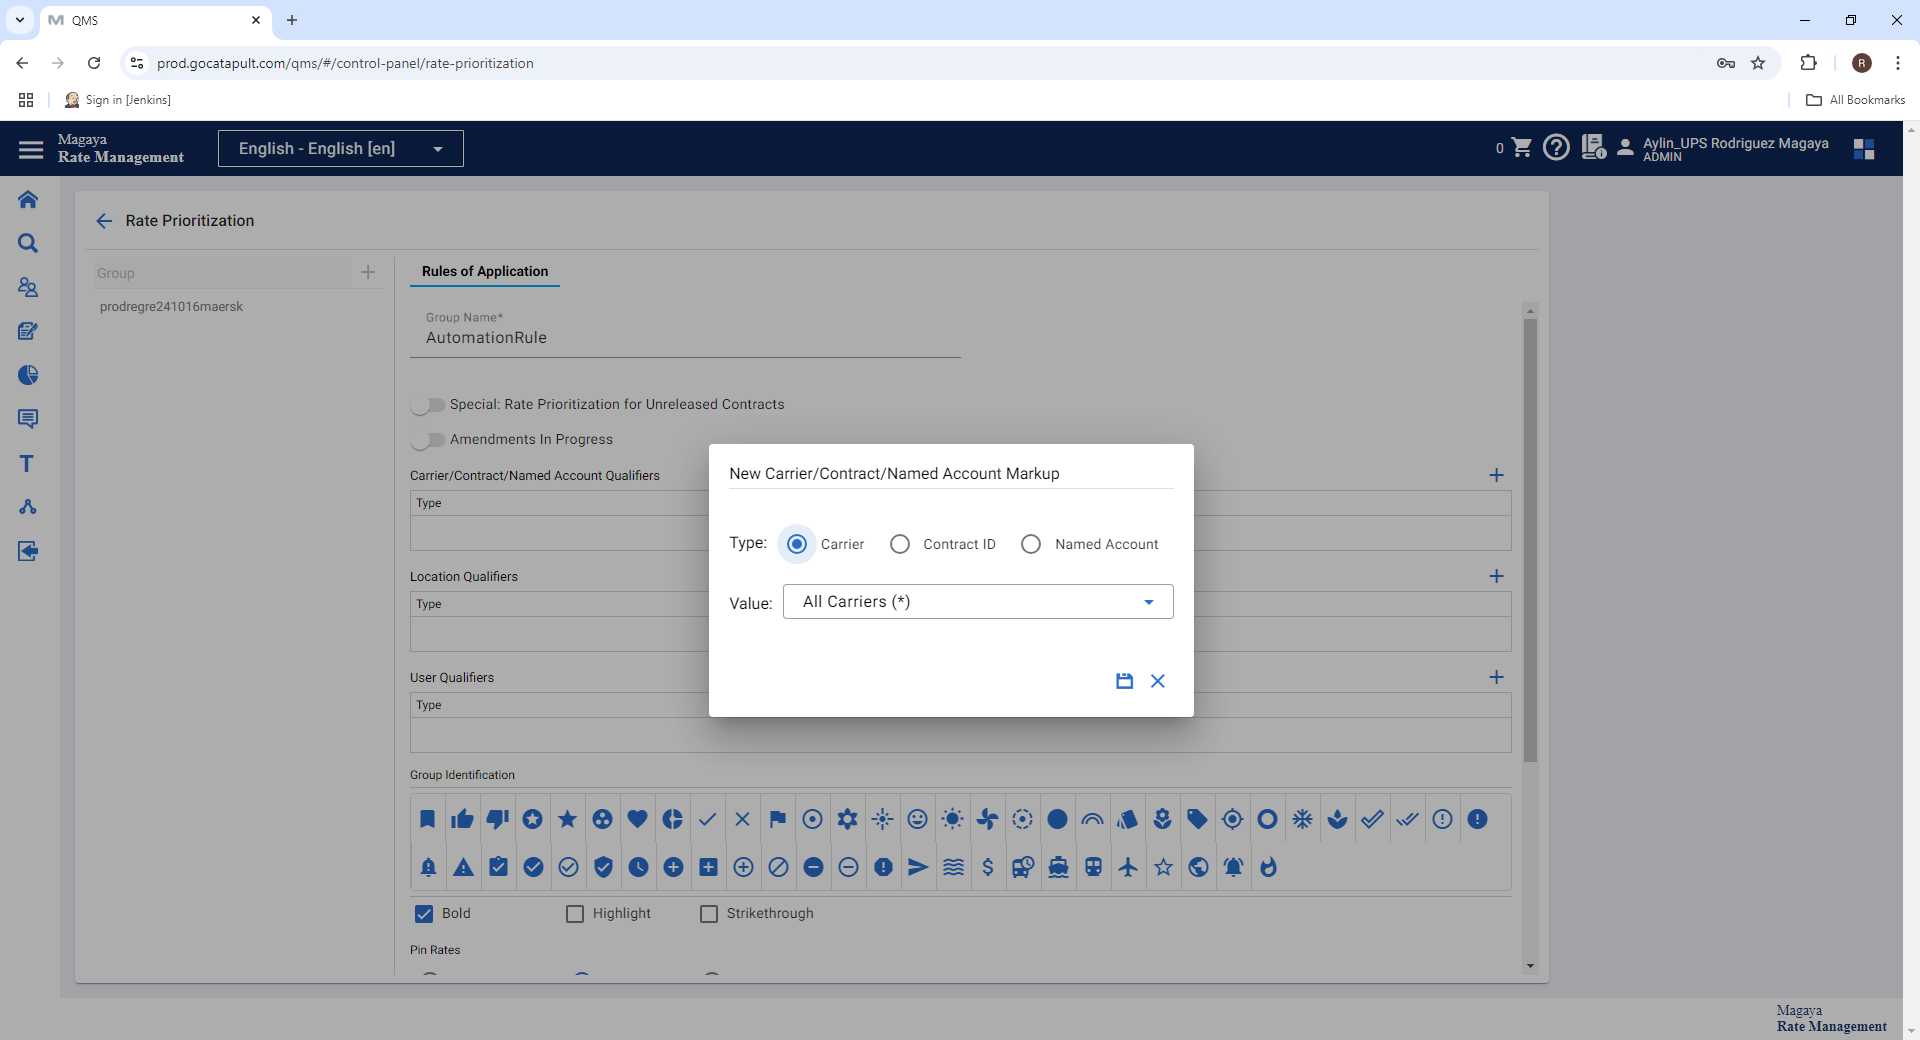 QMS
prod.gocatapult.com/qms/#/control-panel/rate-prioritization
R
Sign in [Jenkins]
All Bookmarks
Magaya
Rate Management
English - English [en]
0
Aylin_UPS Rodriguez Magaya
ADMIN
Rate Prioritization
Group
prodregre241016maersk
Rules of Application
Group Name*
AutomationRule
Special: Rate Prioritization for Unreleased Contracts
Amendments In Progress
Carrier/Contract/Named Account Qualifiers
Type
Location Qualifiers
Type
User Qualifiers
Type
New Carrier/Contract/Named Account Markup
Type:
Carrier
Contract ID
Named Account
Value:
All Carriers (*)
Group Identification
Bold
Highlight
Strikethrough
Pin Rates
Magaya
Rate Management